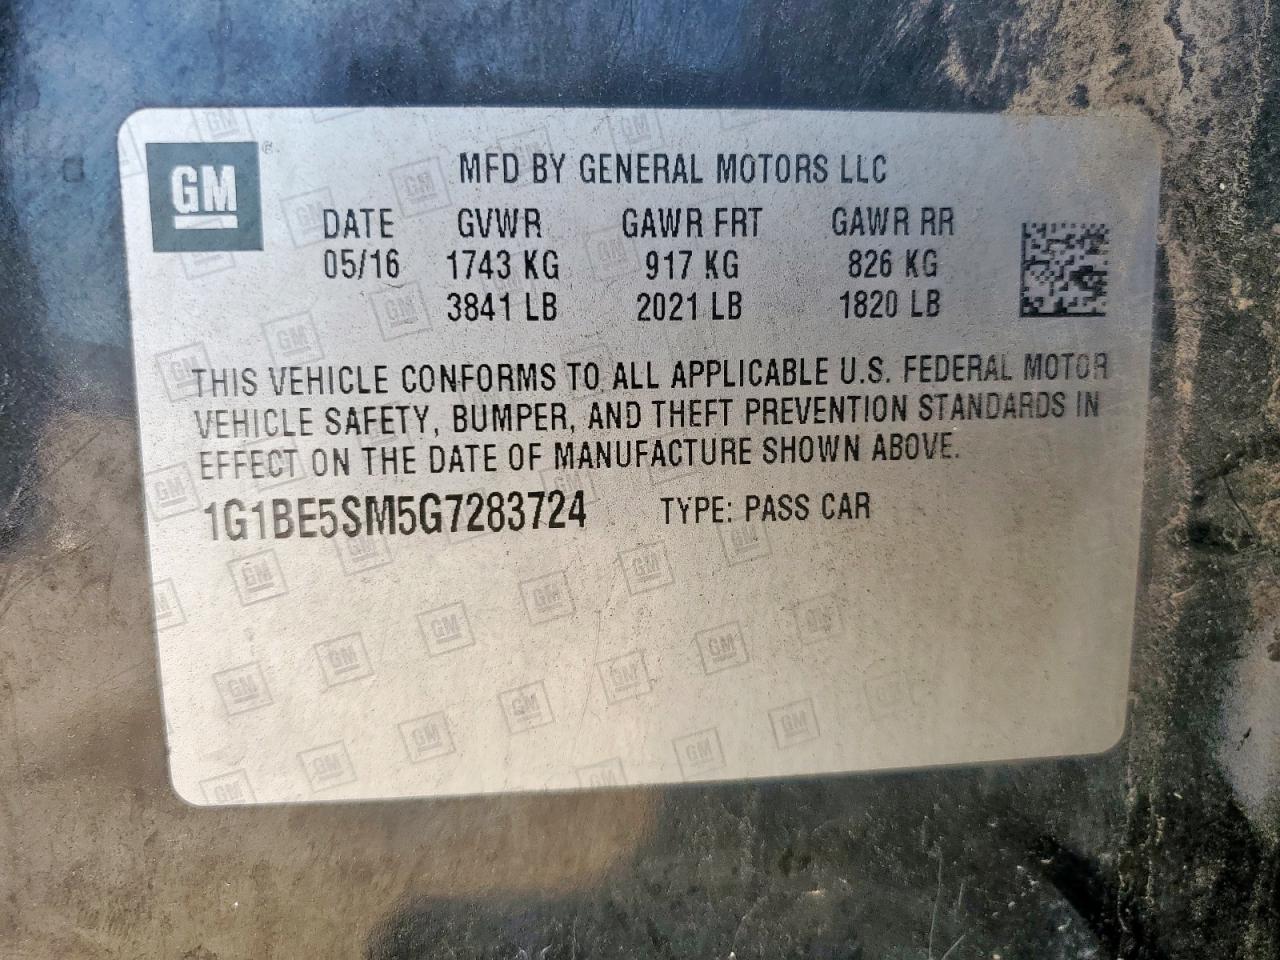 GM
MFD BY GENERAL MOTORS LLC
DATE GVWR GAWR FRT GAWR RR
05/16 1743 KG 917 KG 826 KG
3841 LB 2021 LB 1820 LB
THIS VEHICLE CONFORMS TO ALL APPLICABLE U.S. FEDERAL MOTOR
VEHICLE SAFETY, BUMPER, AND THEFT PREVENTION STANDARDS IN
EFFECT ON THE DATE OF MANUFACTURE SHOWN ABOVE.
1G1BE5SM5G7283724 TYPE: PASS CAR